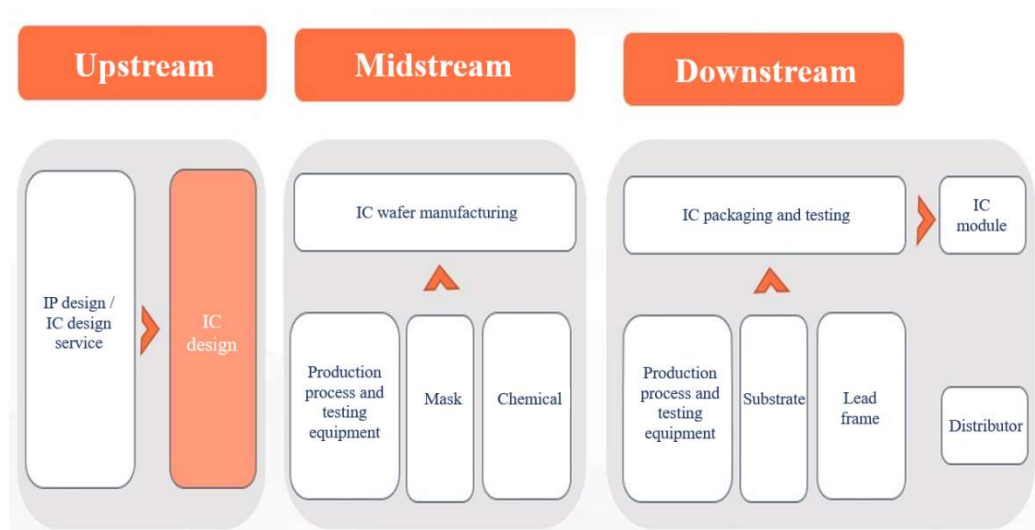 Upstream
Midstream
Downstream
IP design /
IC design
service
IC
design
IC wafer manufacturing
Production
process and
testing
equipment
Mask
Chemical
IC packaging and testing
IC
module
Production
process and
testing
equipment
Substrate
Lead
frame
Distributor